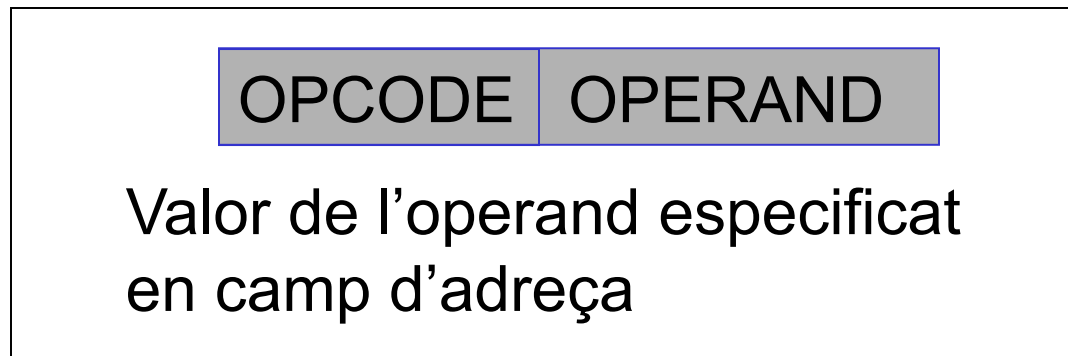 OPCODE OPERAND
Valor de l’operand especificat
en camp d’adreça